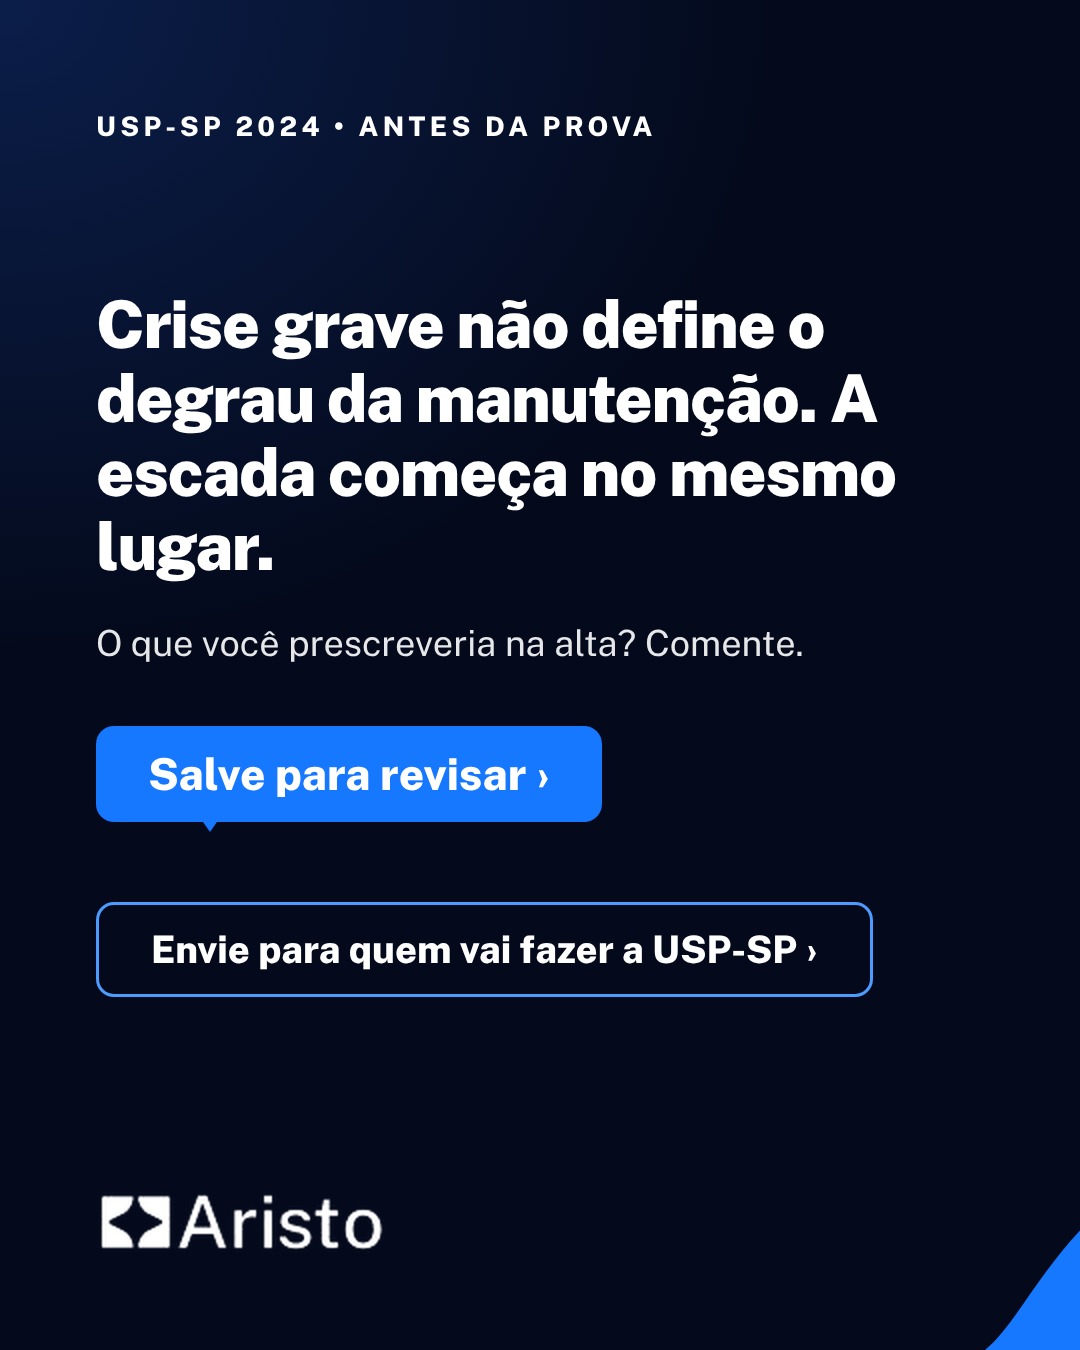 USP-SP 2024 • ANTES DA PROVA
Crise grave não define o
degrau da manutenção. A
escada começa no mesmo
lugar.
O que você prescreveria na alta? Comente.
Salve para revisar ›
Envie para quem vai fazer a USP-SP ›
Aristo